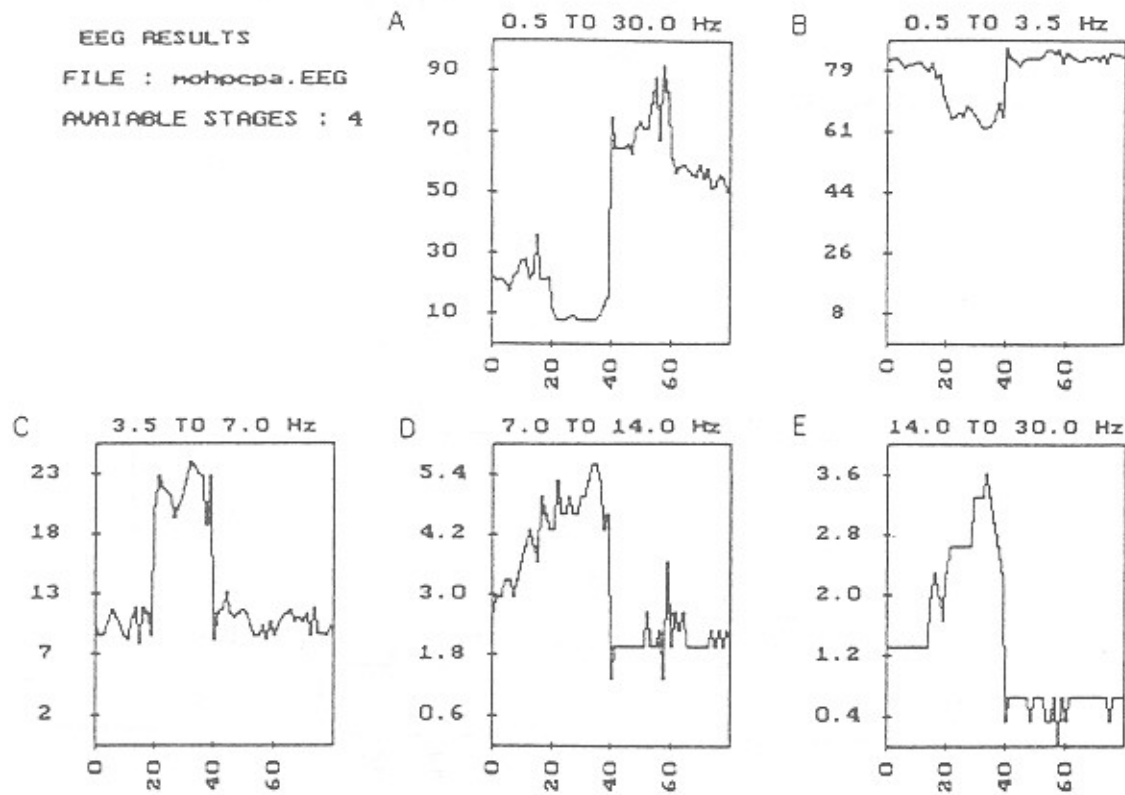 EEG RESULTS
FILE : mohpcpa.EEG
AVAIABLE STAGES : 4
A
0.5 TO 30.0 Hz
90
70
50
30
10
0 20 40 60
B
0.5 TO 3.5 Hz
79
61
44
26
8
0 20 40 60
C
3.5 TO 7.0 Hz
23
18
13
7
2
0 20 40 60
D
7.0 TO 14.0 Hz
5.4
4.2
3.0
1.8
0.6
0 20 40 60
E
14.0 TO 30.0 Hz
3.6
2.8
2.0
1.2
0.4
0 20 40 60